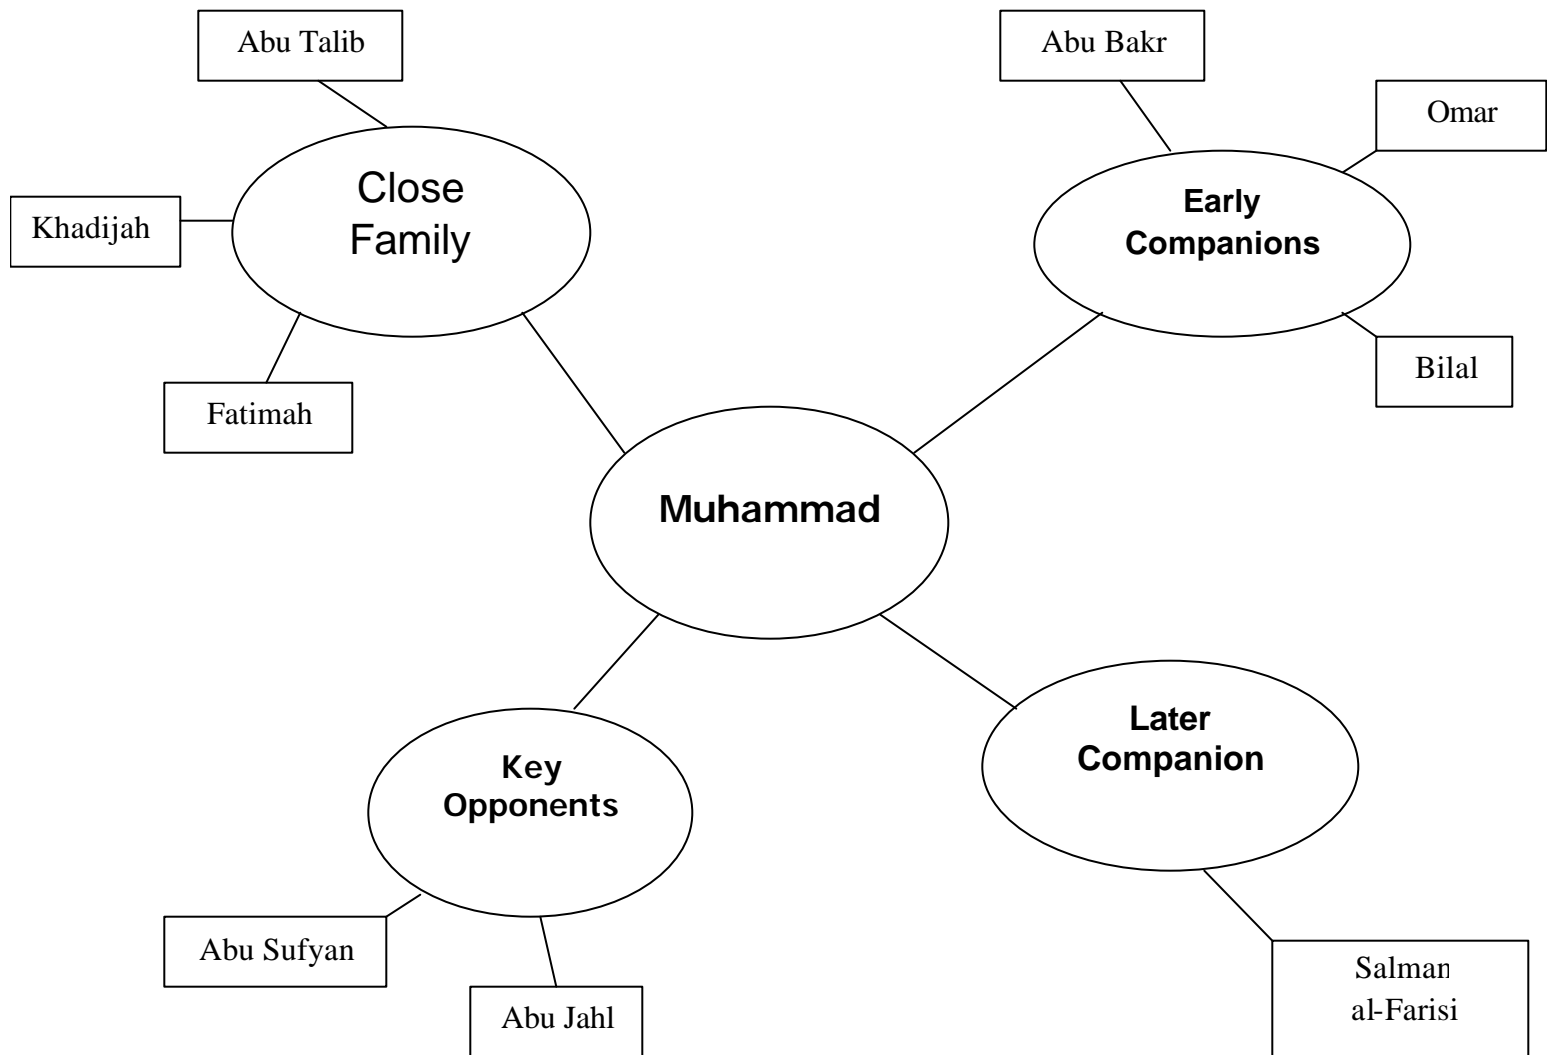 Abu Talib
Abu Bakr
Omar
Close
Family
Khadijah
Early
Companions
Bilal
Fatimah
Muhammad
Later
Companion
Key
Opponents
Abu Sufyan
Abu Jahl
Salman
al-Farisi